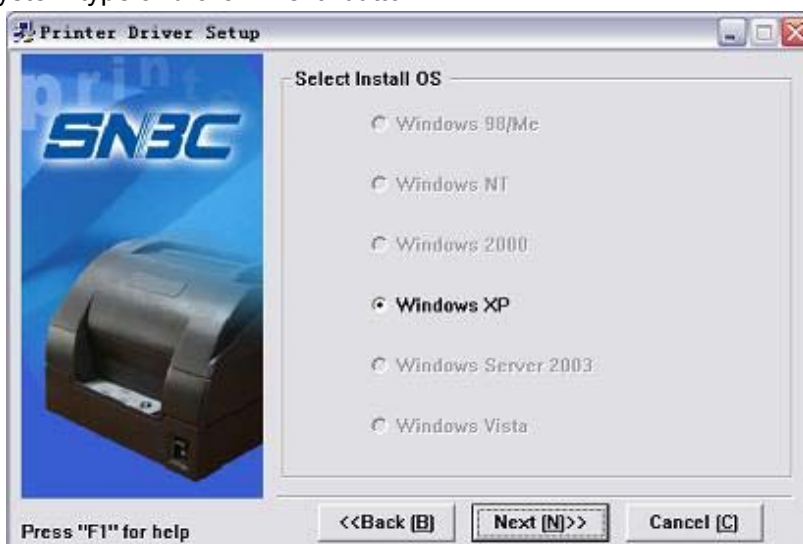 Printer Driver Setup
print
SNBC
Select Install OS
Windows 98/Me
Windows NT
Windows 2000
Windows XP
Windows Server 2003
Windows Vista
Press "F1" for help
<<Back (B)
Next (N)>>
Cancel (C)